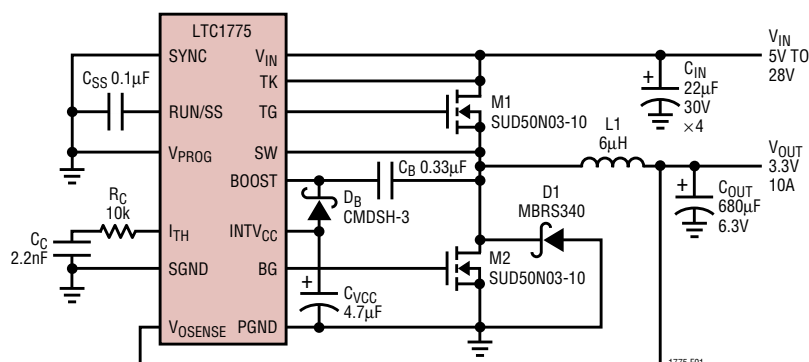 LTC1775
SYNC
V_IN
TK
C_SS 0.1μF
RUN/SS
TG
V_PROG
SW
BOOST
R_C
10k
I_TH
INTV_CC
C_C
2.2nF
SGND
BG
V_OSENSE
PGND
M1
SUD50N03-10
C_B 0.33μF
D_B
CMDSH-3
+
C_VCC
4.7μF
M2
SUD50N03-10
D1
MBRS340
L1
6μH
+
C_IN
22μF
30V
×4
V_IN
5V TO
28V
V_OUT
3.3V
10A
+
C_OUT
680μF
6.3V
1775 F01